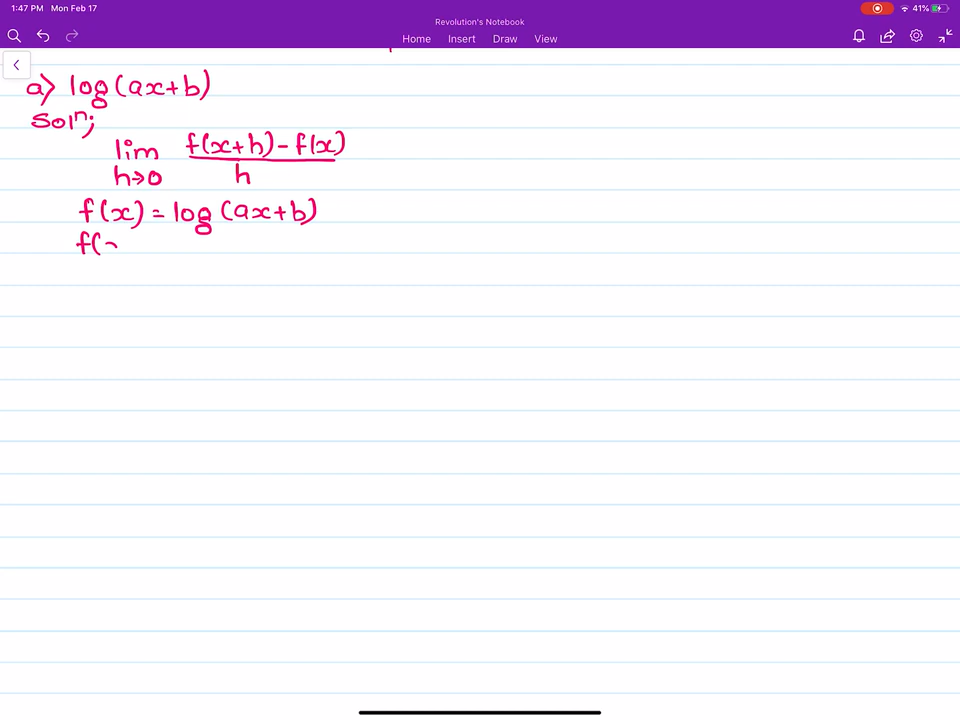 1:47 PM Mon Feb 17
41%
Revolution's Notebook
Home Insert Draw View
a) log(ax+b)
Solⁿ;
lim h→0 f(x+h)-f(x) / h
f(x) = log(ax+b)
f(